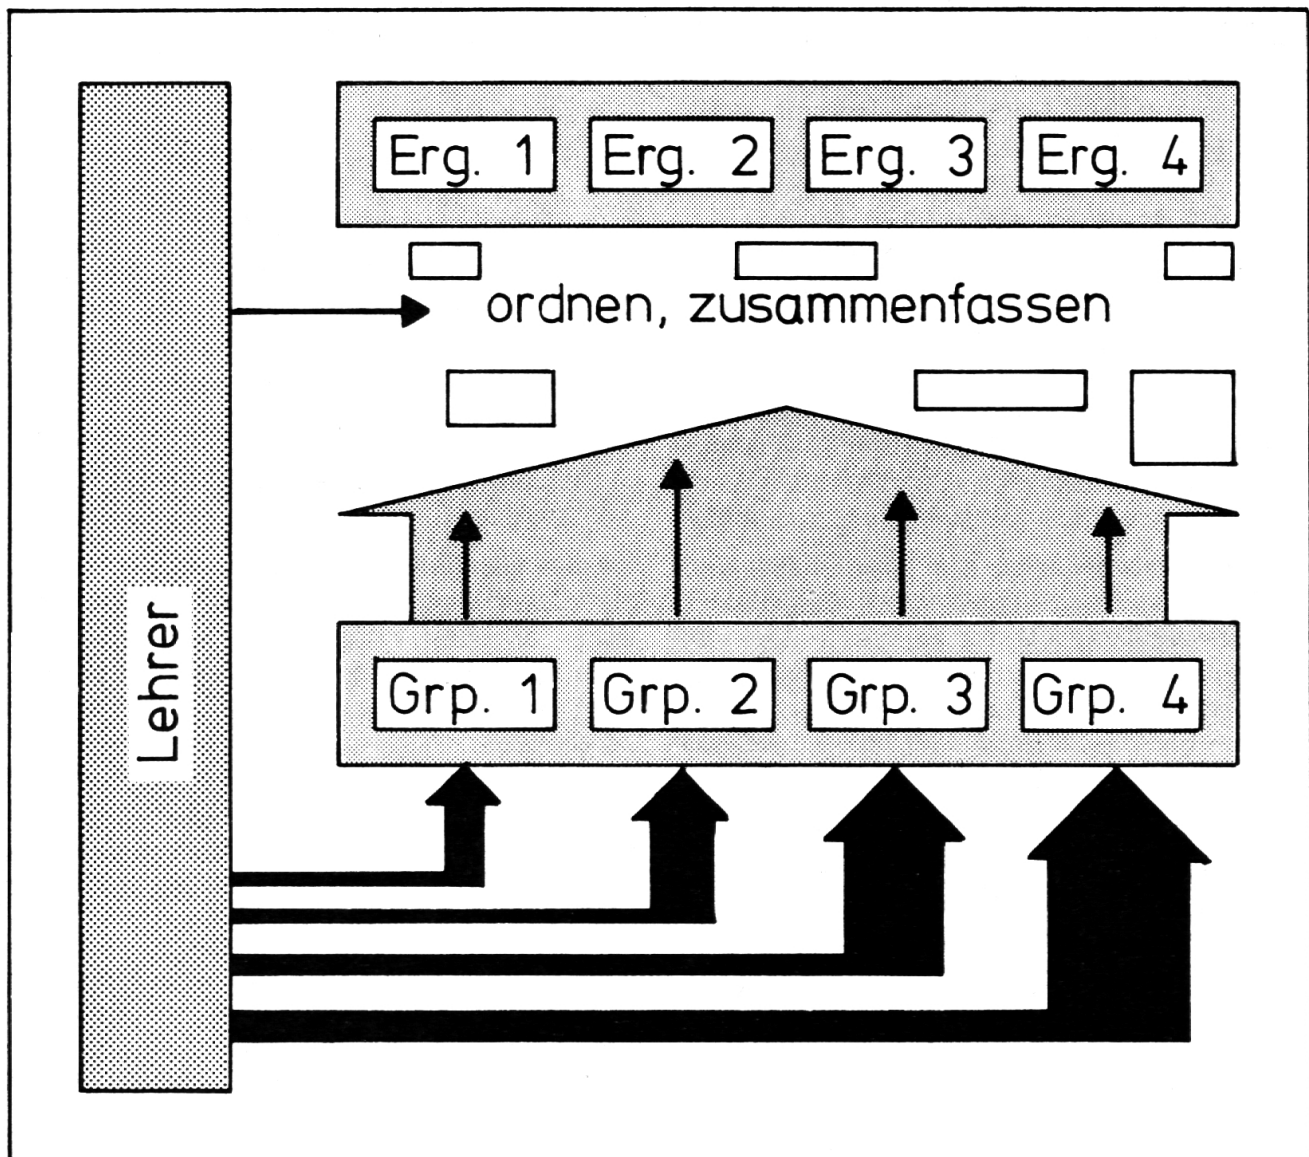 Erg. 1 Erg. 2 Erg. 3 Erg. 4
ordnen, zusammenfassen
Lehrer
Grp. 1 Grp. 2 Grp. 3 Grp. 4